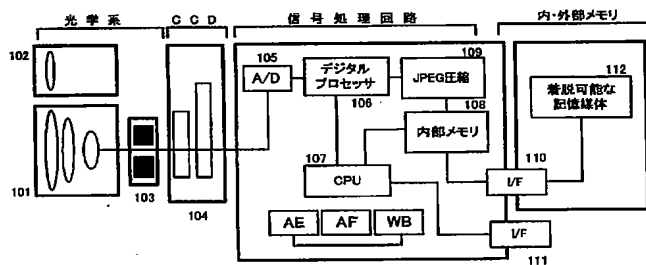 光学系
CCD
信号処理回路
内・外部メモリ
102
105
A/D
デジタル
プロセッサ
106
109
JPEG圧縮
108
内部メモリ
112
着脱可能な
記憶媒体
107
CPU
110
I/F
101
103
104
AE
AF
WB
I/F
111